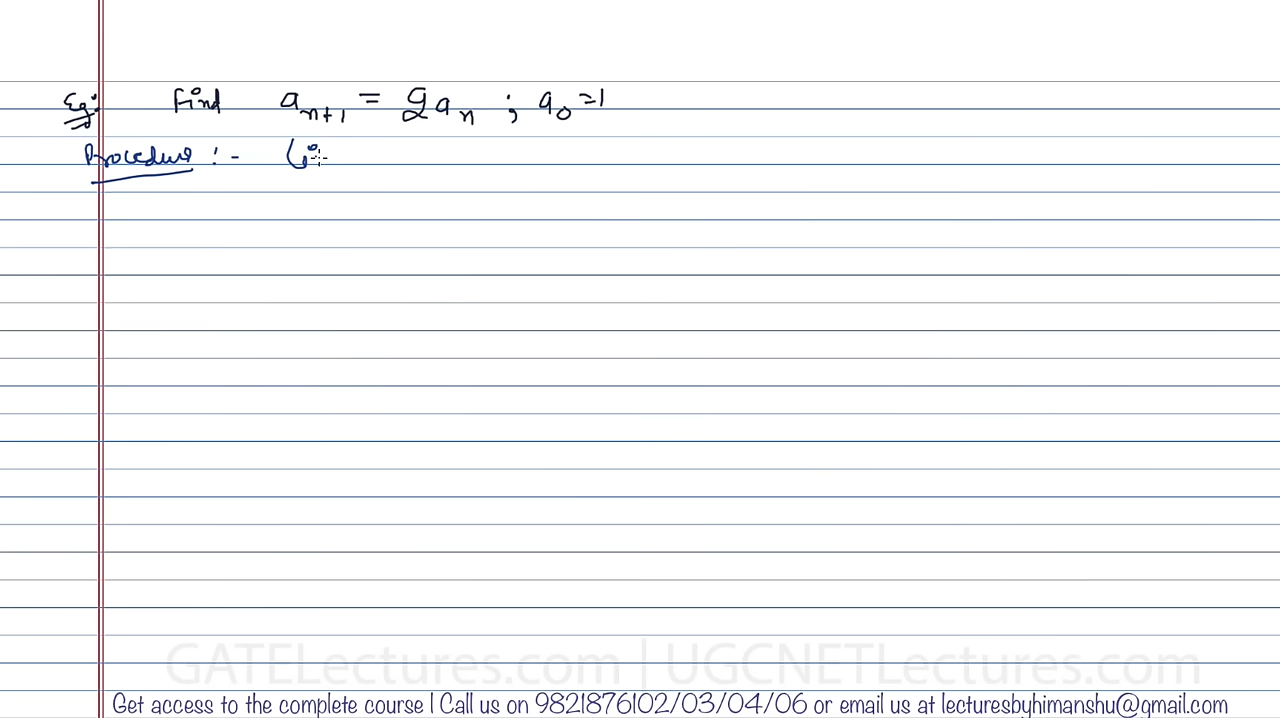 Eg: Find a_{n+1} = 2a_n ; a_0 = 1
Procedure :- (i
GATELectures.com | UGCNETLectures.com
Get access to the complete course | Call us on 9821876102/03/04/06 or email us at lecturesbyhimanshu@gmail.com